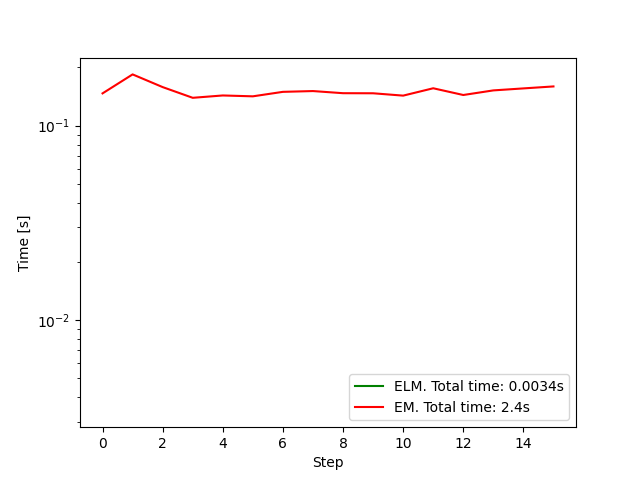 Time [s]
10⁻¹
10⁻²
0 2 4 6 8 10 12 14
Step
ELM. Total time: 0.0034s
EM. Total time: 2.4s